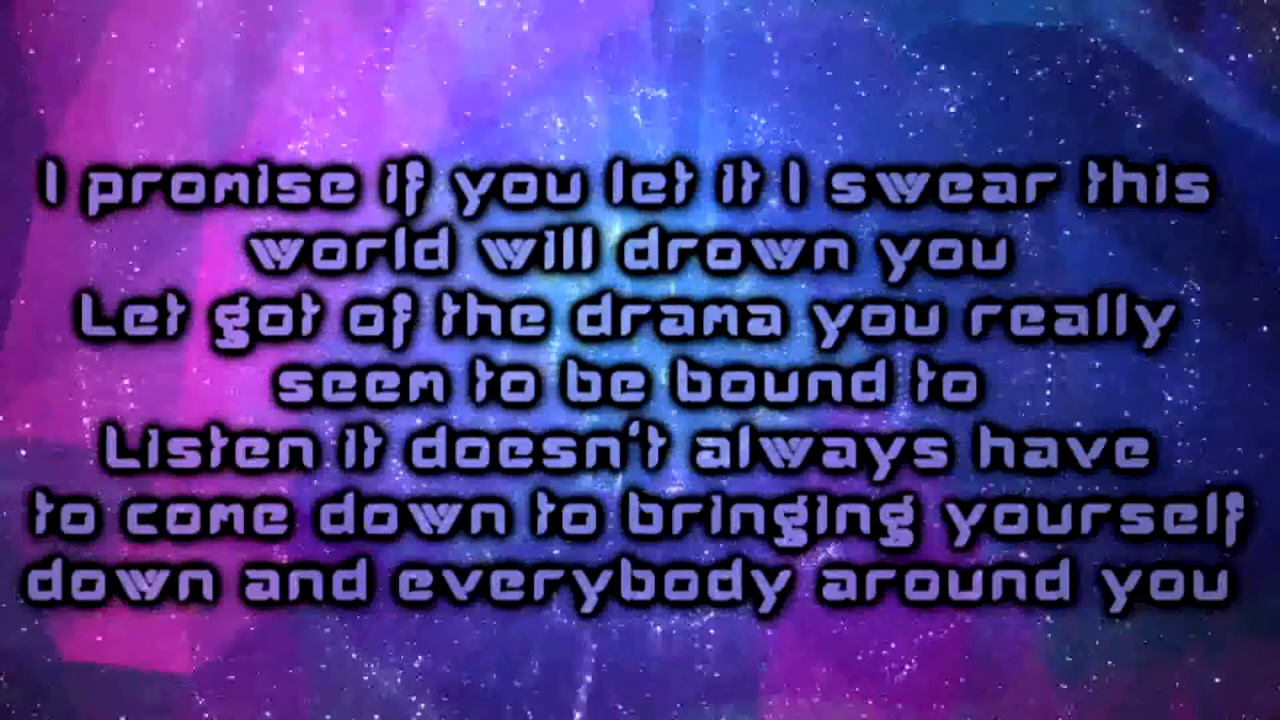 I promise if you let it I swear this
world will drown you
Let got of the drama you really
seem to be bound to
Listen it doesn't always have
to come down to bringing yourself
down and everybody around you